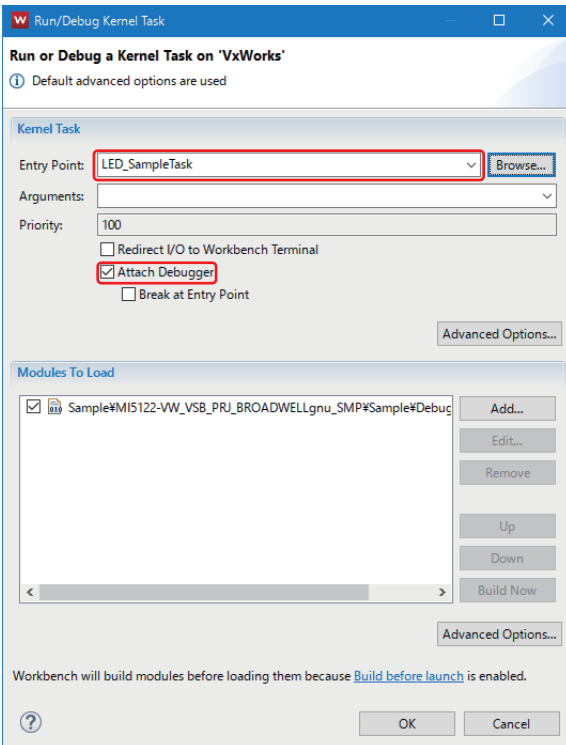 W Run/Debug Kernel Task
Run or Debug a Kernel Task on 'VxWorks'
i Default advanced options are used
Kernel Task
Entry Point: LED_SampleTask Browse...
Arguments:
Priority: 100
Redirect I/O to Workbench Terminal
Attach Debugger
Break at Entry Point
Advanced Options...
Modules To Load
010 Sample¥MI5122-VW_VSB_PRJ_BROADWELLgnu_SMP¥Sample¥Debug Add...
Edit...
Remove
Up
Down
Build Now
Advanced Options...
Workbench will build modules before loading them because Build before launch is enabled.
? OK Cancel